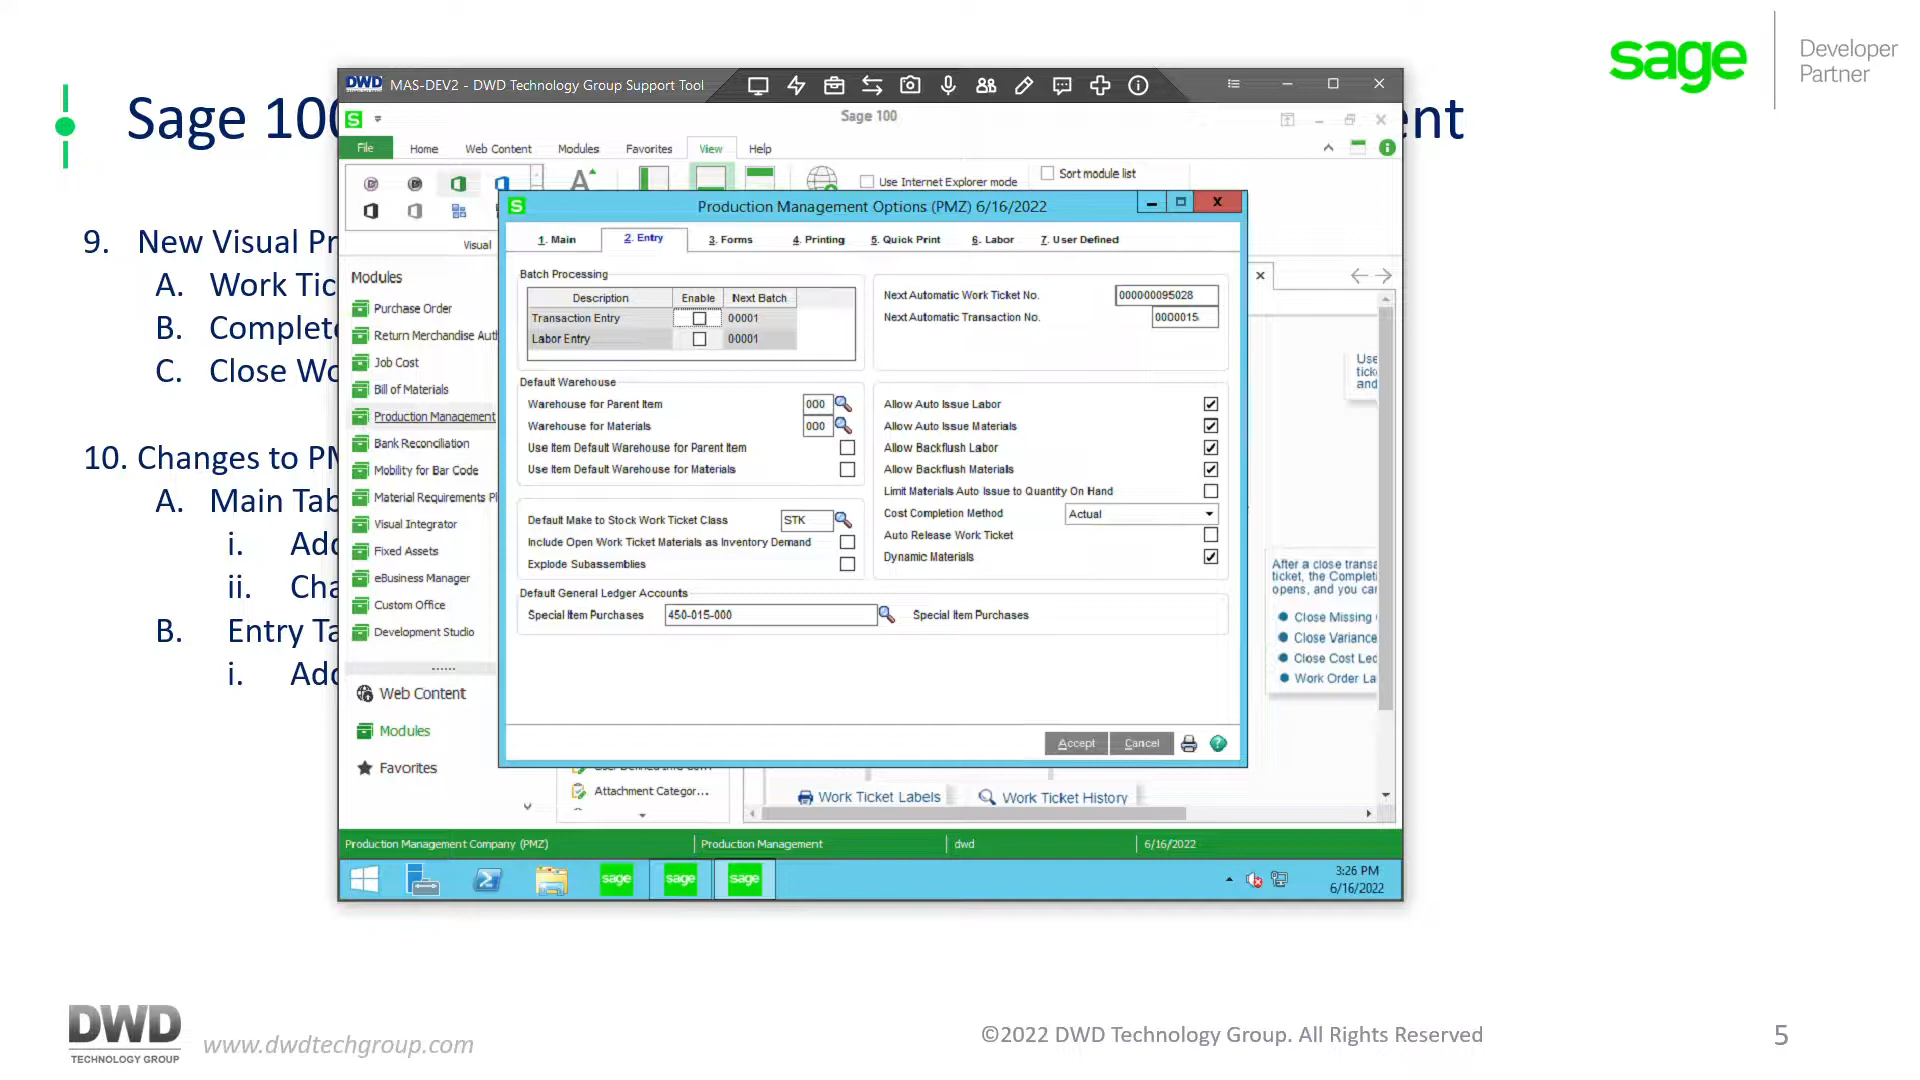 sage
Developer
Partner
Sage 100
ent
9. New Visual Pr
A. Work Tic
B. Complete
C. Close Wo
10. Changes to PM
A. Main Tab
i. Add
ii. Cha
B. Entry Ta
i. Add
DWD MAS-DEV2 - DWD Technology Group Support Tool
Sage 100
File Home Web Content Modules Favorites View Help
Use Internet Explorer mode
Sort module list
Visual
Modules
Purchase Order
Return Merchandise Aut
Job Cost
Bill of Materials
Production Management
Bank Reconciliation
Mobility for Bar Code
Material Requirements Pl
Visual Integrator
Fixed Assets
eBusiness Manager
Custom Office
Development Studio
Web Content
Modules
Favorites
Production Management Options (PMZ) 6/16/2022
1. Main 2. Entry 3. Forms 4. Printing 5. Quick Print 6. Labor 7. User Defined
Batch Processing
Description Enable Next Batch
Transaction Entry 00001
Labor Entry 00001
Next Automatic Work Ticket No. 000000095028
Next Automatic Transaction No. 0000015
Default Warehouse
Warehouse for Parent Item 000
Warehouse for Materials 000
Use Item Default Warehouse for Parent Item
Use Item Default Warehouse for Materials
Default Make to Stock Work Ticket Class STK
Include Open Work Ticket Materials as Inventory Demand
Explode Subassemblies
Allow Auto Issue Labor
Allow Auto Issue Materials
Allow Backflush Labor
Allow Backflush Materials
Limit Materials Auto Issue to Quantity On Hand
Cost Completion Method Actual
Auto Release Work Ticket
Dynamic Materials
Default General Ledger Accounts
Special Item Purchases 450-015-000 Special Item Purchases
Accept Cancel
Use
tick
and
After a close transa
ticket, the Completi
opens, and you can
Close Missing
Close Variance
Close Cost Led
Work Order La
Attachment Categor...
Work Ticket Labels
Work Ticket History
Production Management Company (PMZ) Production Management dwd 6/16/2022
sage sage sage
3:26 PM
6/16/2022
DWD
TECHNOLOGY GROUP
www.dwdtechgroup.com
©2022 DWD Technology Group. All Rights Reserved
5